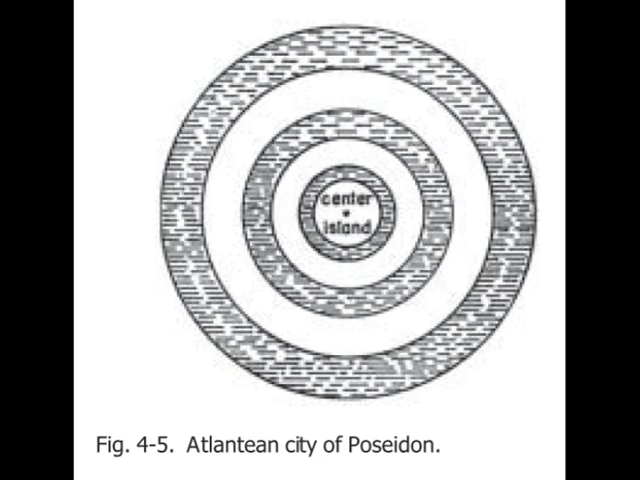 center
island
Fig. 4-5. Atlantean city of Poseidon.